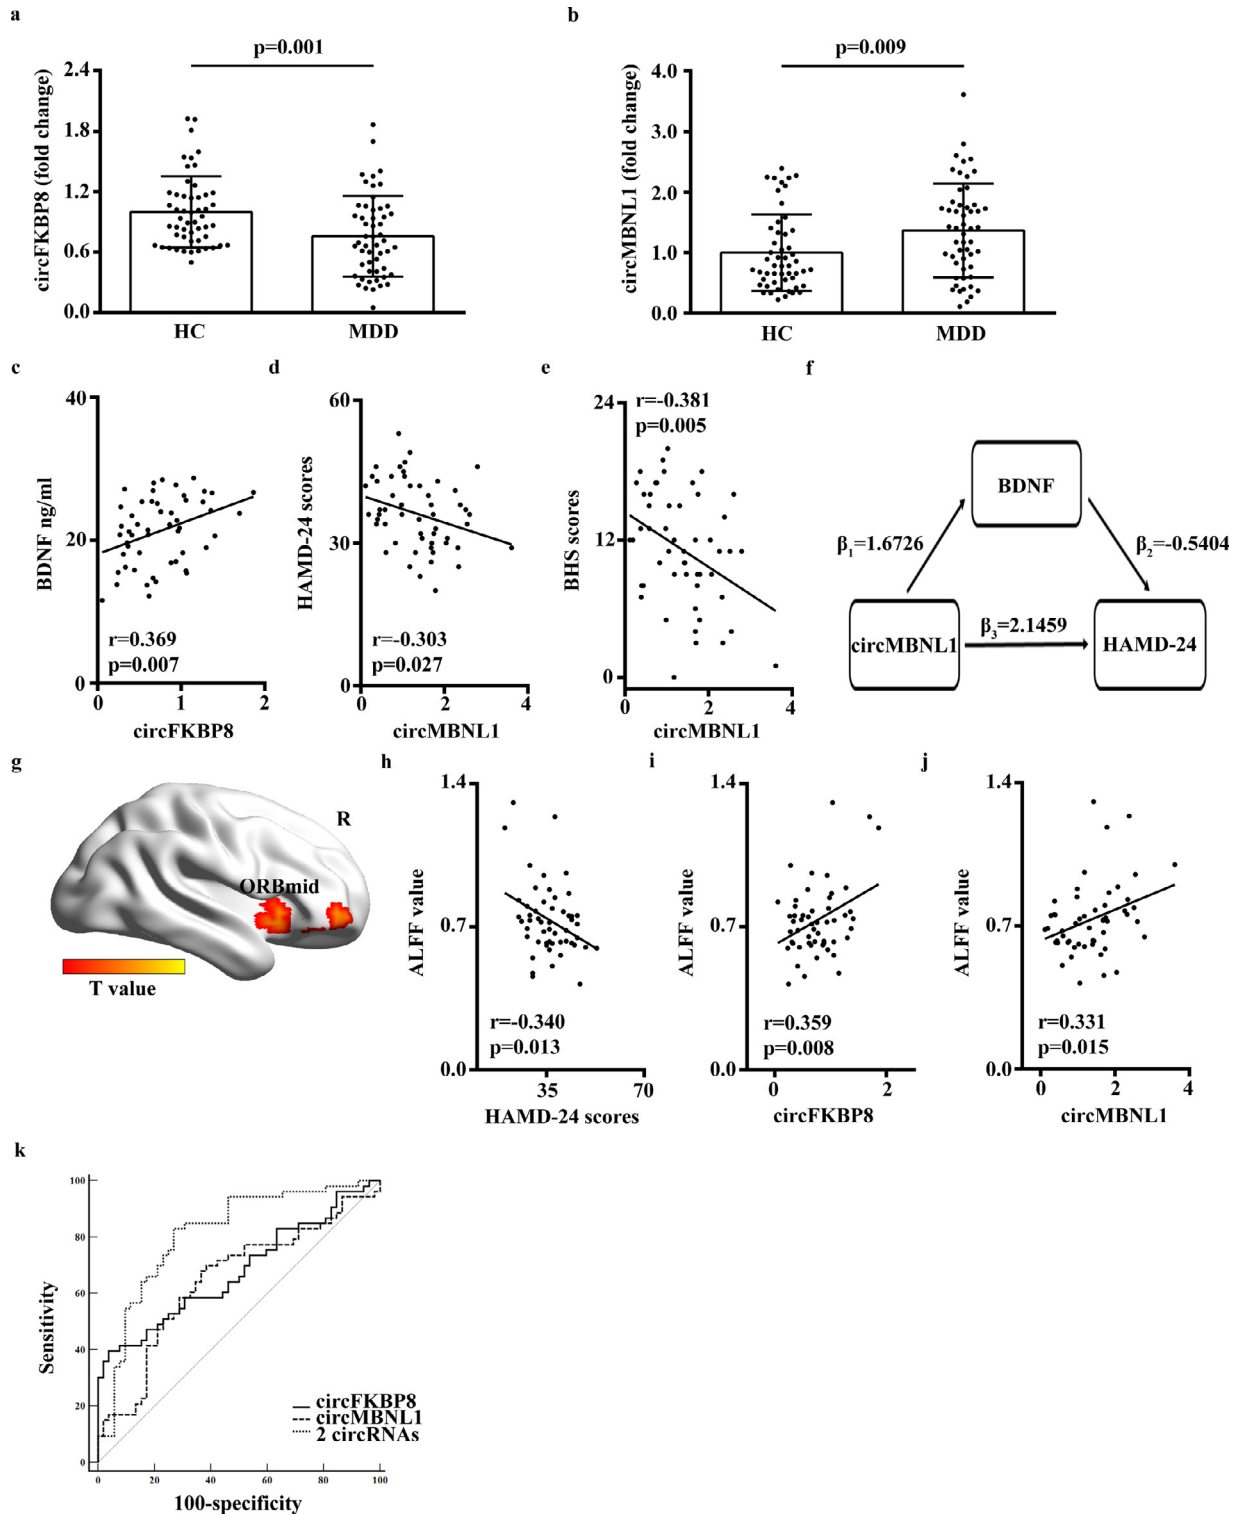 a
p=0.001
circFKBP8 (fold change)
2.4
1.8
1.2
0.6
0.0
HC
MDD
b
p=0.009
circMBNL1 (fold change)
4.0
3.0
2.0
1.0
0.0
HC
MDD
c
BDNF ng/ml
40
20
0
r=0.369
p=0.007
0
1
2
circFKBP8
d
HAMD-24 scores
60
30
0
r=-0.303
p=0.027
0
2
4
circMBNL1
e
BHS scores
24
12
0
r=-0.381
p=0.005
0
2
4
circMBNL1
f
BDNF
β1=1.6726
β2=-0.5404
circMBNL1
β3=2.1459
HAMD-24
g
R
ORBmid
T value
h
ALFF value
1.4
0.7
0.0
r=-0.340
p=0.013
35
70
HAMD-24 scores
i
ALFF value
1.4
0.7
0.0
r=0.359
p=0.008
0
2
circFKBP8
j
ALFF value
1.4
0.7
0.0
r=0.331
p=0.015
0
2
4
circMBNL1
k
Sensitivity
100
80
60
40
20
0
circFKBP8
circMBNL1
2 circRNAs
0
20
40
60
80
100
100-specificity